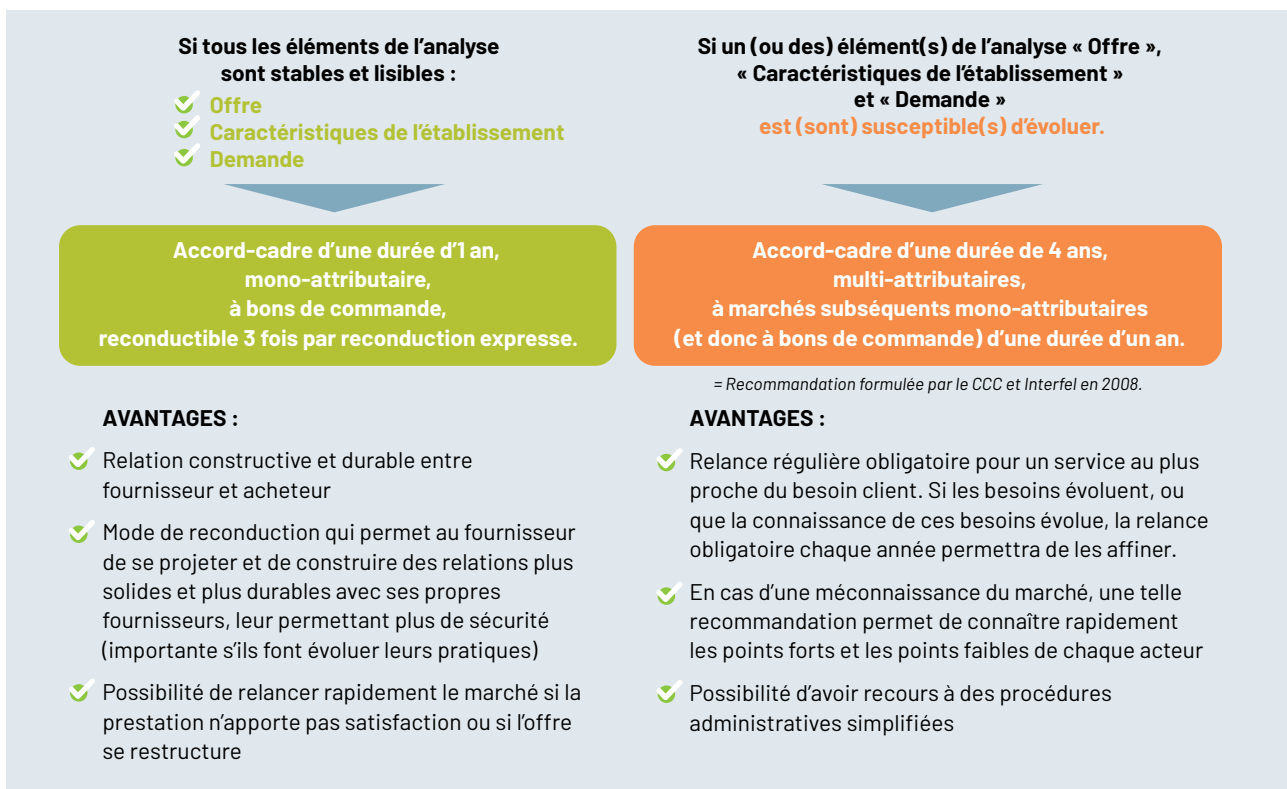 Si tous les éléments de l'analyse
sont stables et lisibles :
Offre
Caractéristiques de l'établissement
Demande
Accord-cadre d'une durée d'1 an,
mono-attributaire,
à bons de commande,
reconductible 3 fois par reconduction expresse.
AVANTAGES :
Relation constructive et durable entre
fournisseur et acheteur
Mode de reconduction qui permet au fournisseur
de se projeter et de construire des relations plus
solides et plus durables avec ses propres
fournisseurs, leur permettant plus de sécurité
(importante s'ils font évoluer leurs pratiques)
Possibilité de relancer rapidement le marché si la
prestation n'apporte pas satisfaction ou si l'offre
se restructure
Si un (ou des) élément(s) de l'analyse « Offre »,
« Caractéristiques de l'établissement »
et « Demande »
est (sont) susceptible(s) d'évoluer.
Accord-cadre d'une durée de 4 ans,
multi-attributaires,
à marchés subséquents mono-attributaires
(et donc à bons de commande) d'une durée d'un an.
= Recommandation formulée par le CCC et Interfel en 2008.
AVANTAGES :
Relance régulière obligatoire pour un service au plus
proche du besoin client. Si les besoins évoluent, ou
que la connaissance de ces besoins évolue, la relance
obligatoire chaque année permettra de les affiner.
En cas d'une méconnaissance du marché, une telle
recommandation permet de connaître rapidement
les points forts et les points faibles de chaque acteur
Possibilité d'avoir recours à des procédures
administratives simplifiées